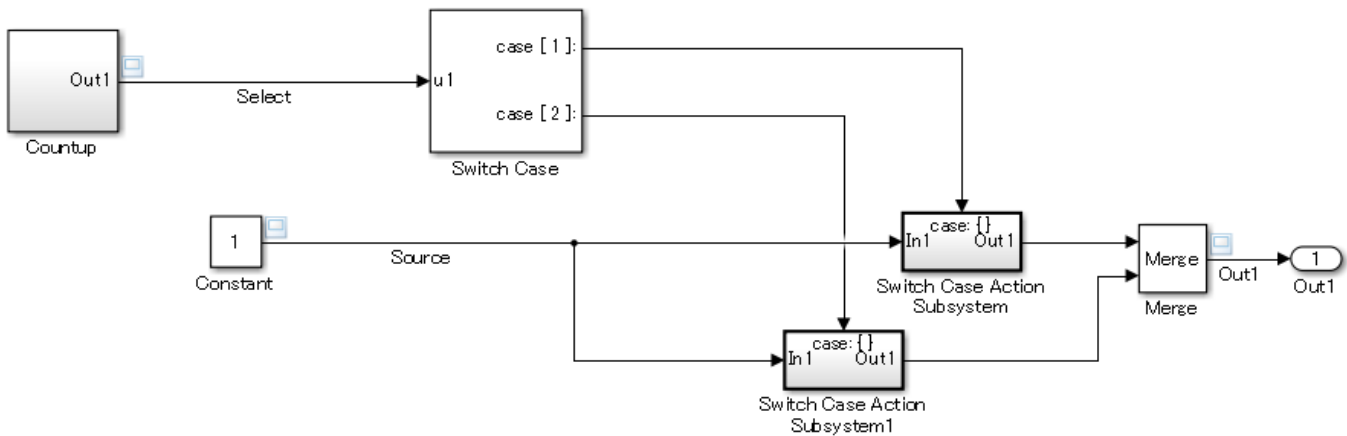 case [ 1 ]:
Out1
u1
Select
case [ 2 ]:
Countup
Switch Case
case: {}
1
In1
Out1
Source
Merge
1
Constant
Switch Case Action
Subsystem
Out1
Out1
Merge
case: {}
In1
Out1
Switch Case Action
Subsystem1